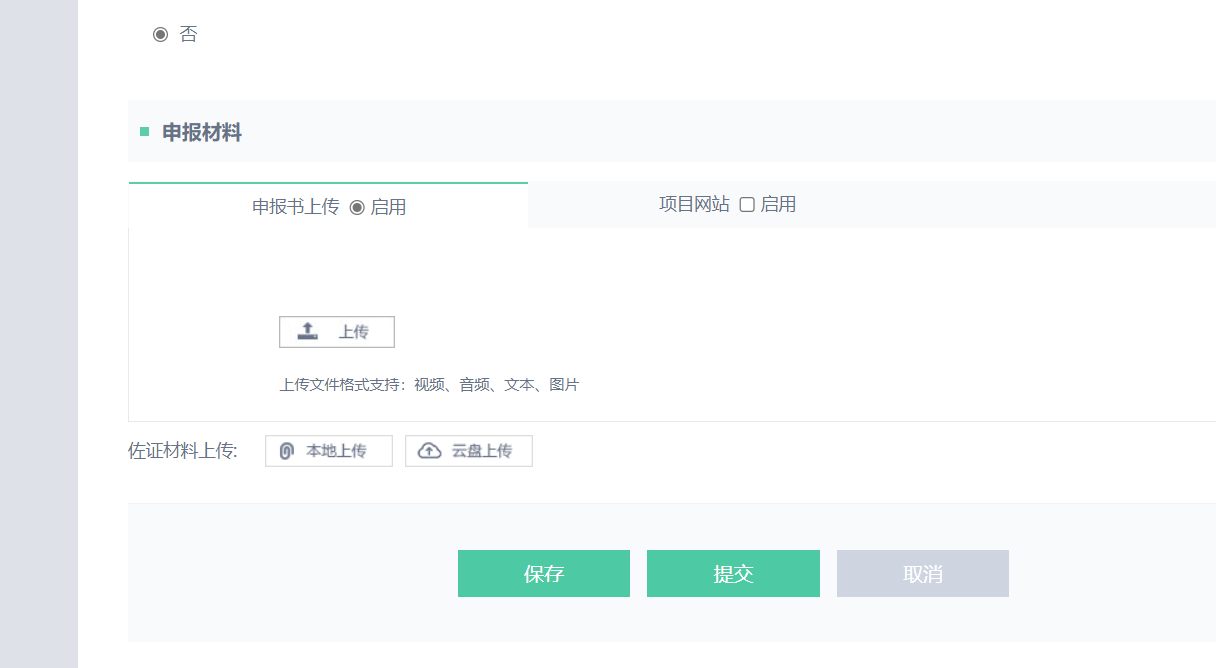 否
申报材料
申报书上传 启用 项目网站 启用
上传
上传文件格式支持：视频、音频、文本、图片
佐证材料上传: 本地上传 云盘上传
保存 提交 取消